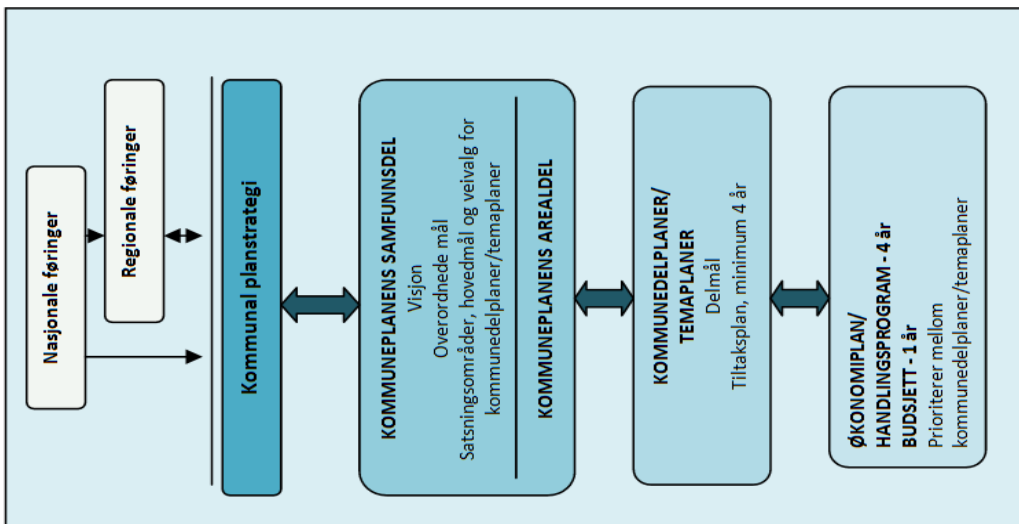 Nasjonale føringer
Regionale føringer
Kommunal planstrategi
KOMMUNEPLANENS SAMFUNNSDEL
Visjon
Overordnede mål
Satsningsområder, hovedmål og veivalg for
kommunedelplaner/temaplaner
KOMMUNEPLANENS AREALDEL
KOMMUNEDELPLANER/
TEMAPLANER
Delmål
Tiltaksplan, minimum 4 år
ØKONOMIPLAN/
HANDLINGSPROGRAM - 4 år
BUDSJETT - 1 år
Prioriterer mellom
kommunedelplaner/temaplaner